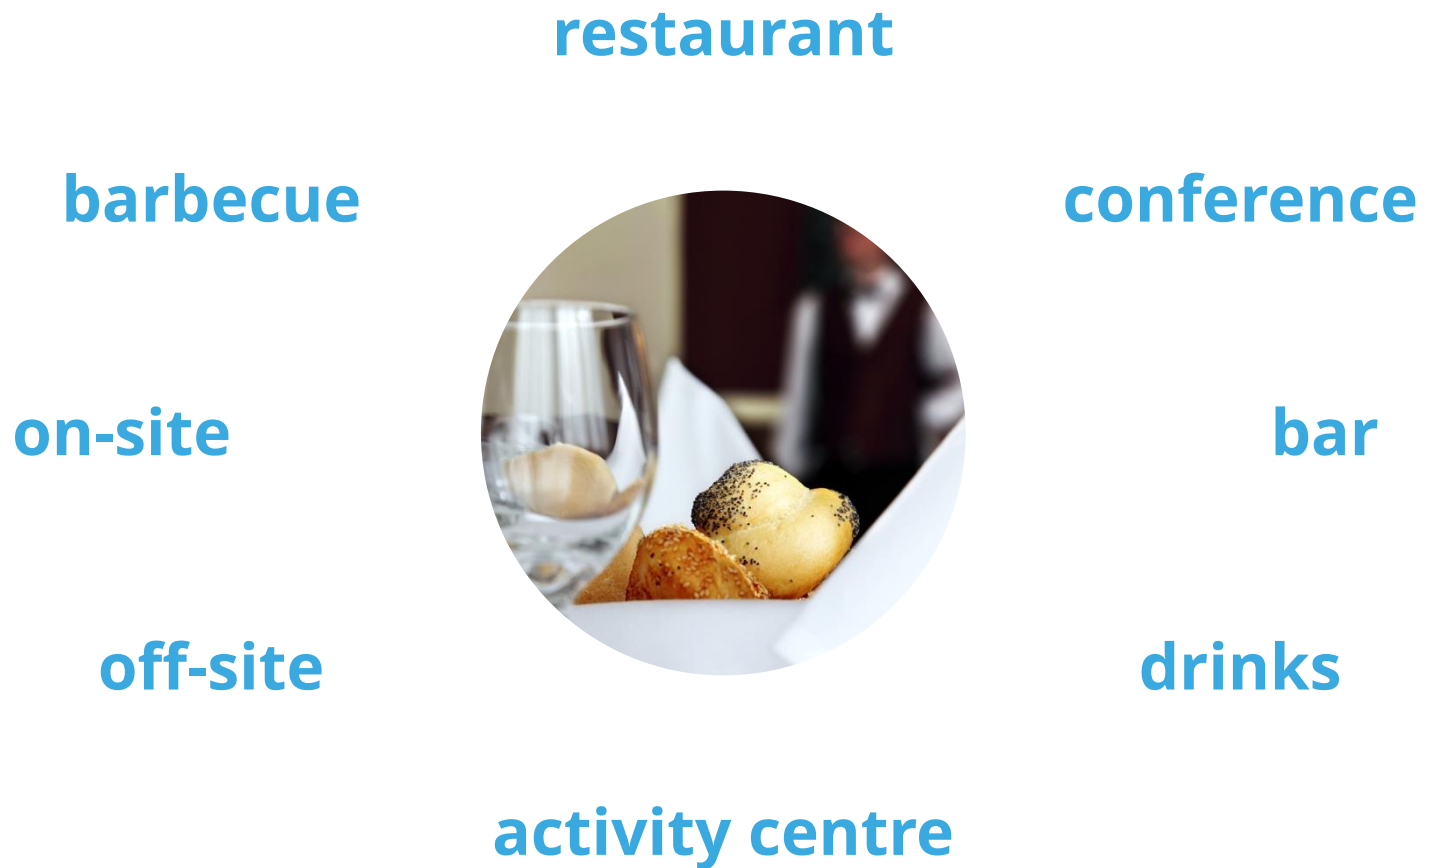 restaurant
barbecue
conference
on-site
bar
off-site
drinks
activity centre